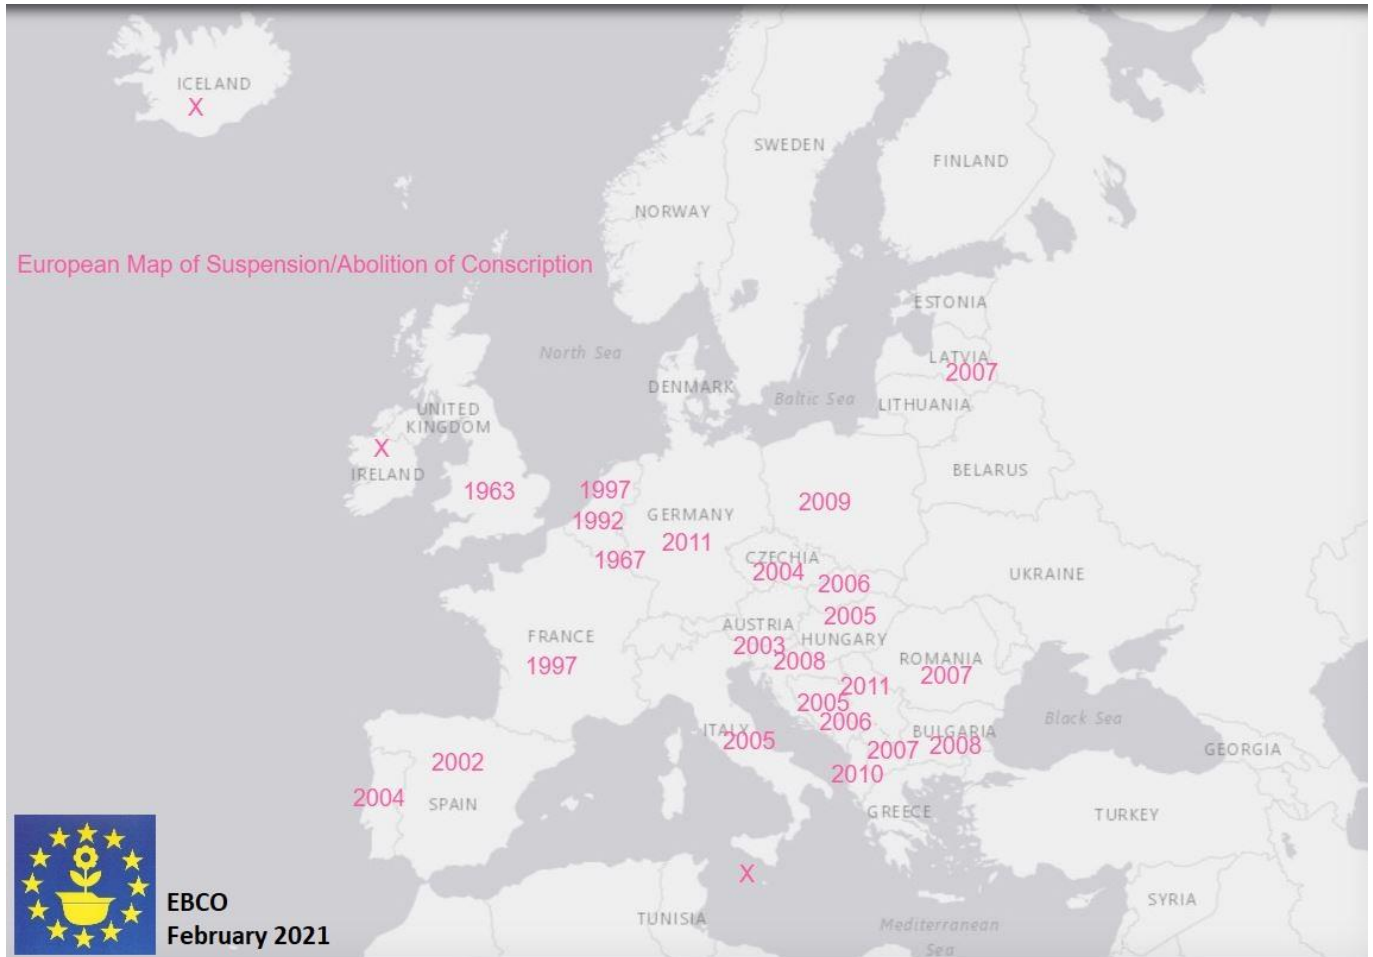 ICELAND
X
SWEDEN
FINLAND
NORWAY
European Map of Suspension/Abolition of Conscription
ESTONIA
North Sea
LATVIA
2007
DENMARK
Baltic Sea
LITHUANIA
UNITED
KINGDOM
X
IRELAND
BELARUS
1963
1997
2009
1992
GERMANY
2011
CZECHIA
2004
1967
2006
UKRAINE
2005
AUSTRIA
HUNGARY
FRANCE
2003
2008
1997
ROMANIA
2007
2011
2005
2006
Black Sea
ITALY
2005
BULGARIA
2008
2007
GEORGIA
2002
2010
2004
SPAIN
GREECE
TURKEY
X
SYRIA
EBCO
February 2021
TUNISIA
Mediterranean
Sea